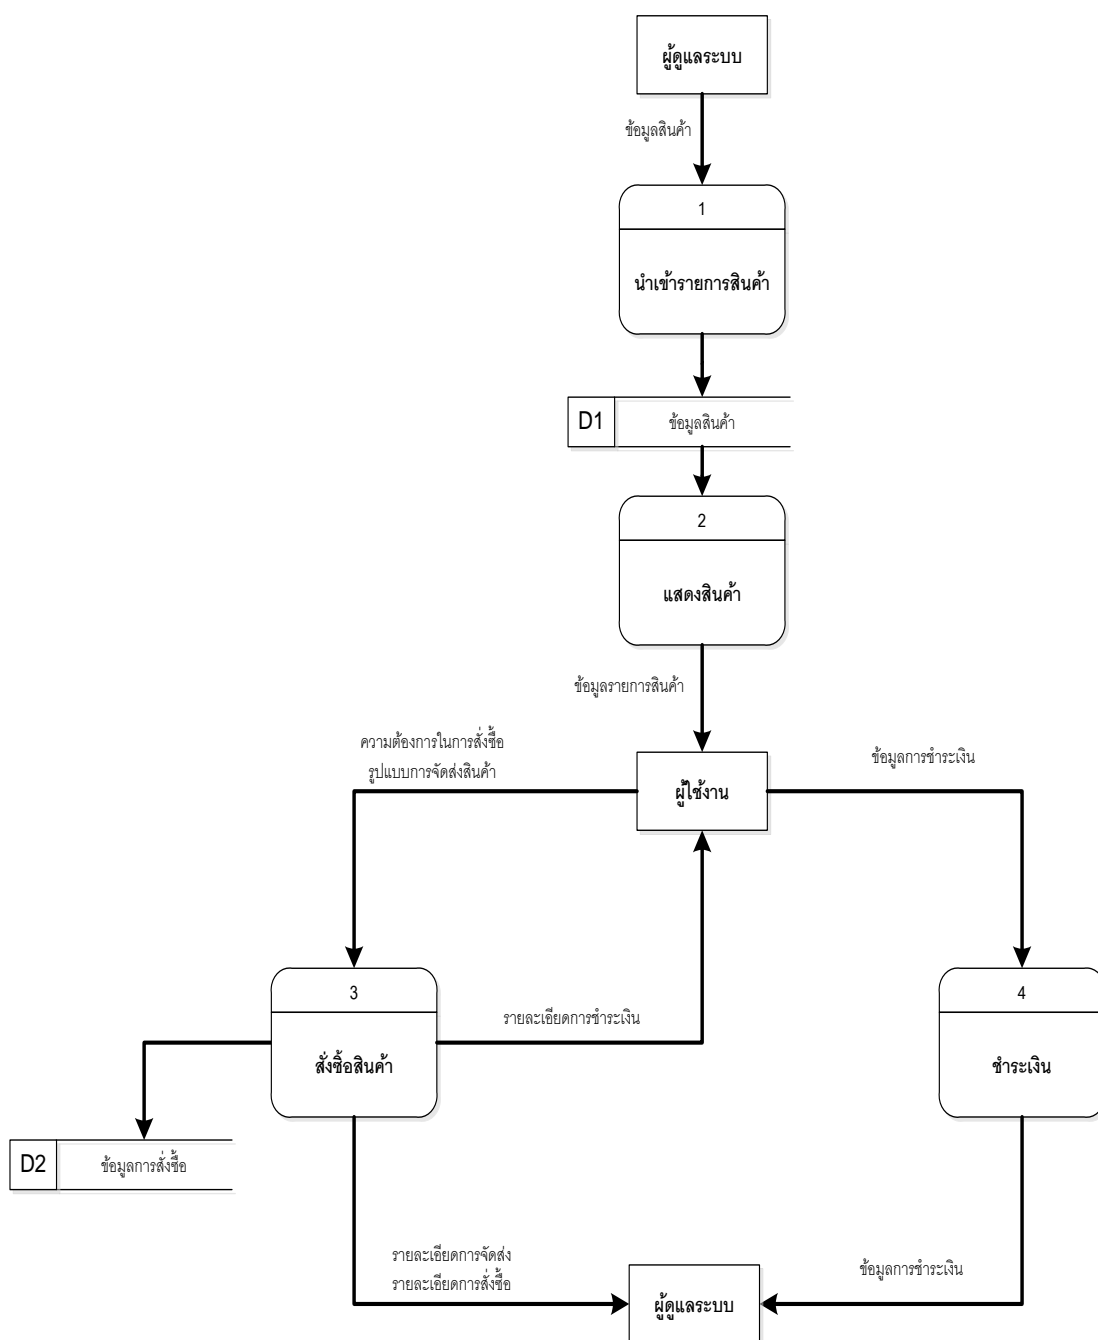 ผู้ดูแลระบบ
ข้อมูลสินค้า
1
นำเข้ารายการสินค้า
D1
ข้อมูลสินค้า
2
แสดงสินค้า
ข้อมูลรายการสินค้า
ความต้องการในการสั่งซื้อ
รูปแบบการจัดส่งสินค้า
ผู้ใช้งาน
ข้อมูลการชำระเงิน
3
สั่งซื้อสินค้า
รายละเอียดการชำระเงิน
4
ชำระเงิน
D2
ข้อมูลการสั่งซื้อ
รายละเอียดการจัดส่ง
รายละเอียดการสั่งซื้อ
ผู้ดูแลระบบ
ข้อมูลการชำระเงิน